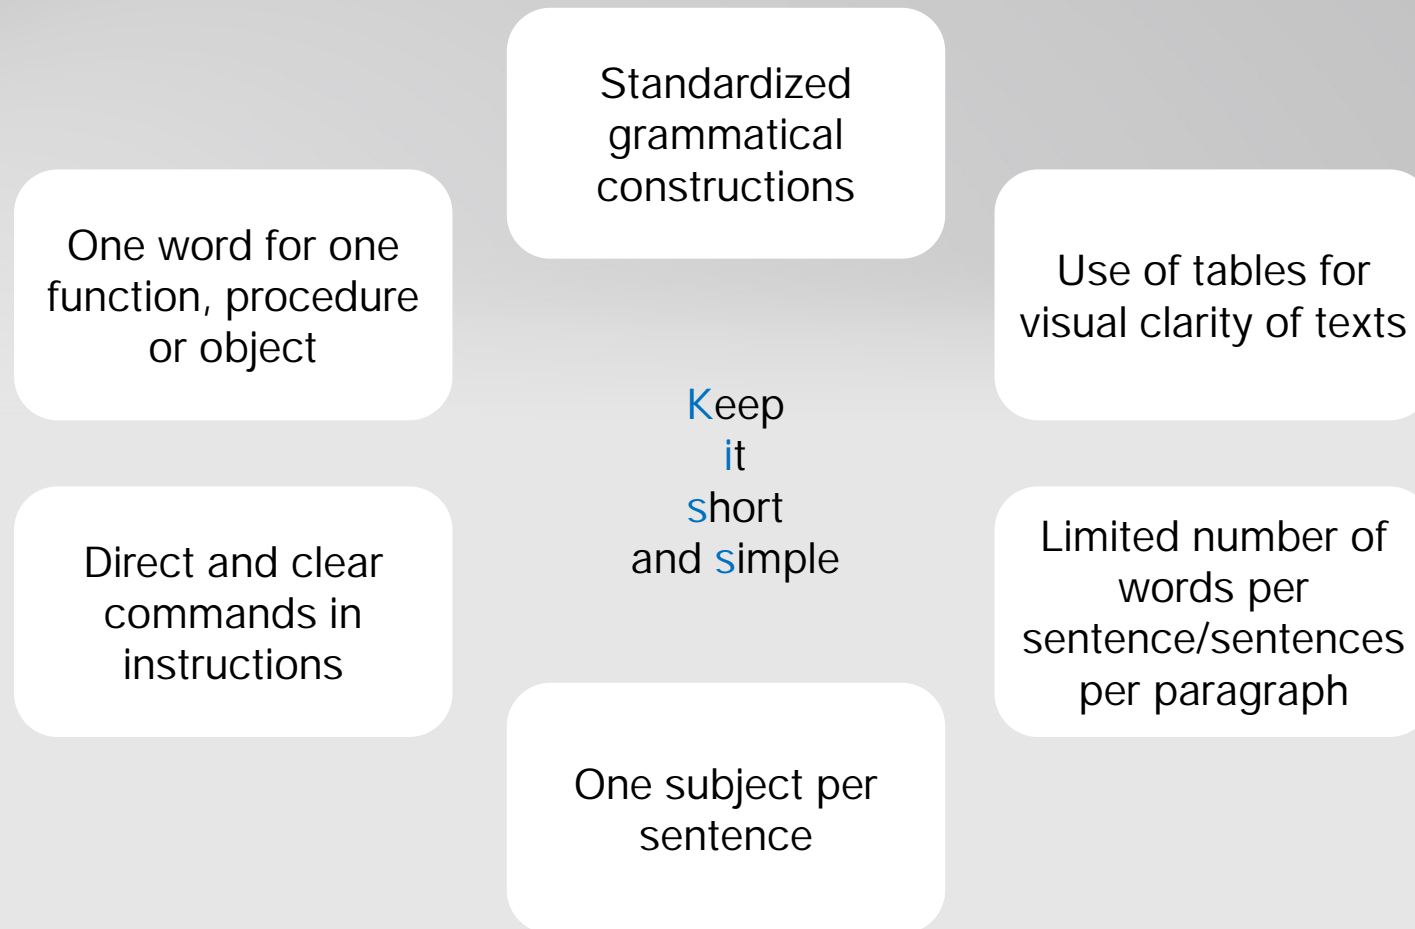 Standardized
grammatical
constructions
One word for one
function, procedure
or object
Use of tables for
visual clarity of texts
Keep
it
short
and simple
Direct and clear
commands in
instructions
Limited number of
words per
sentence/sentences
per paragraph
One subject per
sentence